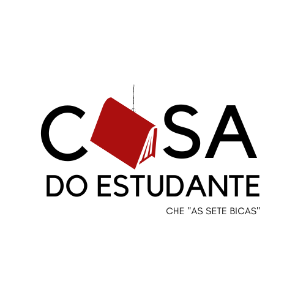 CASA
DO ESTUDANTE
CHE "AS SETE BICAS"